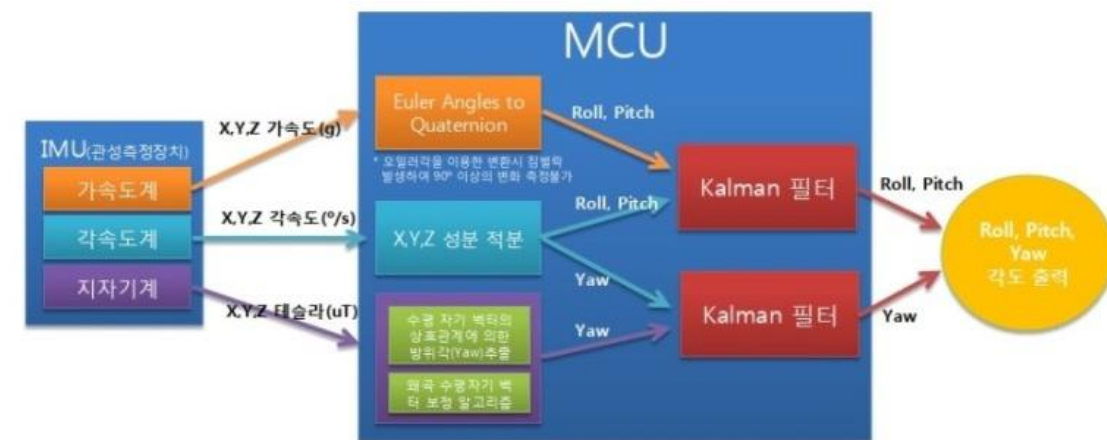 MCU
IMU(관성측정장치)
가속도계
각속도계
지자기계
X,Y,Z 가속도(g)
X,Y,Z 각속도(º/s)
X,Y,Z 테슬라(uT)
Euler Angles to
Quaternion
* 오일러각을 이용한 변환시 짐벌락
발생하여 90° 이상의 변화 측정불가
X,Y,Z 성분 적분
수평 자기 벡터의
상호관계에 의한
방위각(Yaw)추출
왜곡 수평자기 벡
터 보정 알고리즘
Roll, Pitch
Roll, Pitch
Yaw
Yaw
Kalman 필터
Kalman 필터
Roll, Pitch
Yaw
Roll, Pitch,
Yaw
각도 출력